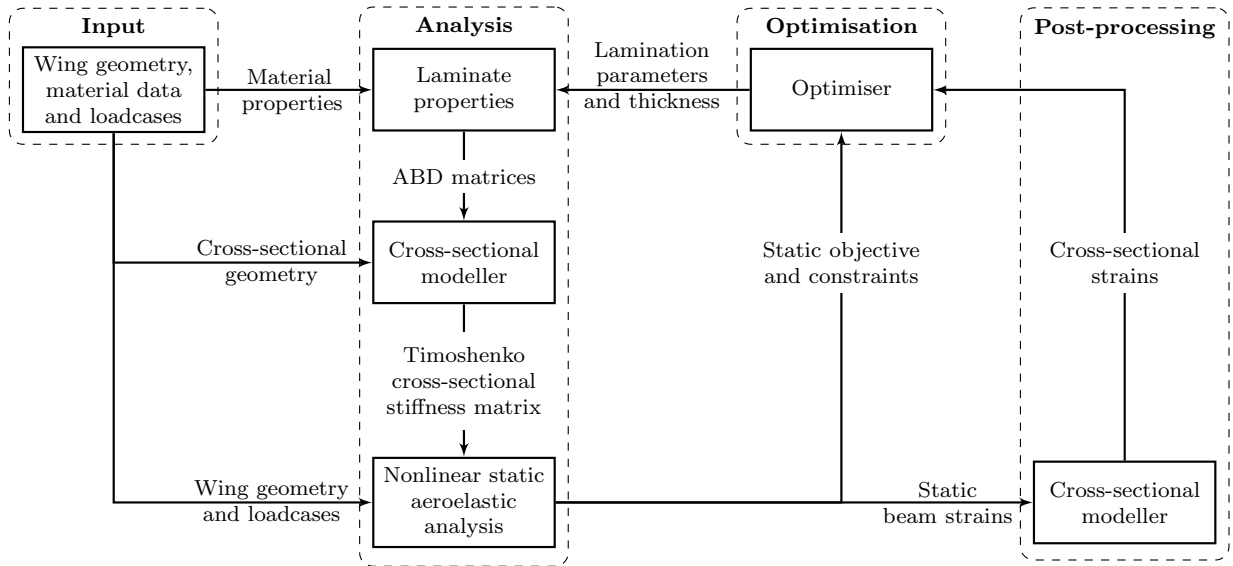 Input
Analysis
Optimisation
Post-processing
Wing geometry,
material data
and loadcases
Material
properties
Laminate
properties
Lamination
parameters
and thickness
Optimiser
ABD matrices
Cross-sectional
geometry
Cross-sectional
modeller
Static objective
and constraints
Cross-sectional
strains
Timoshenko
cross-sectional
stiffness matrix
Wing geometry
and loadcases
Nonlinear static
aeroelastic
analysis
Static
beam strains
Cross-sectional
modeller